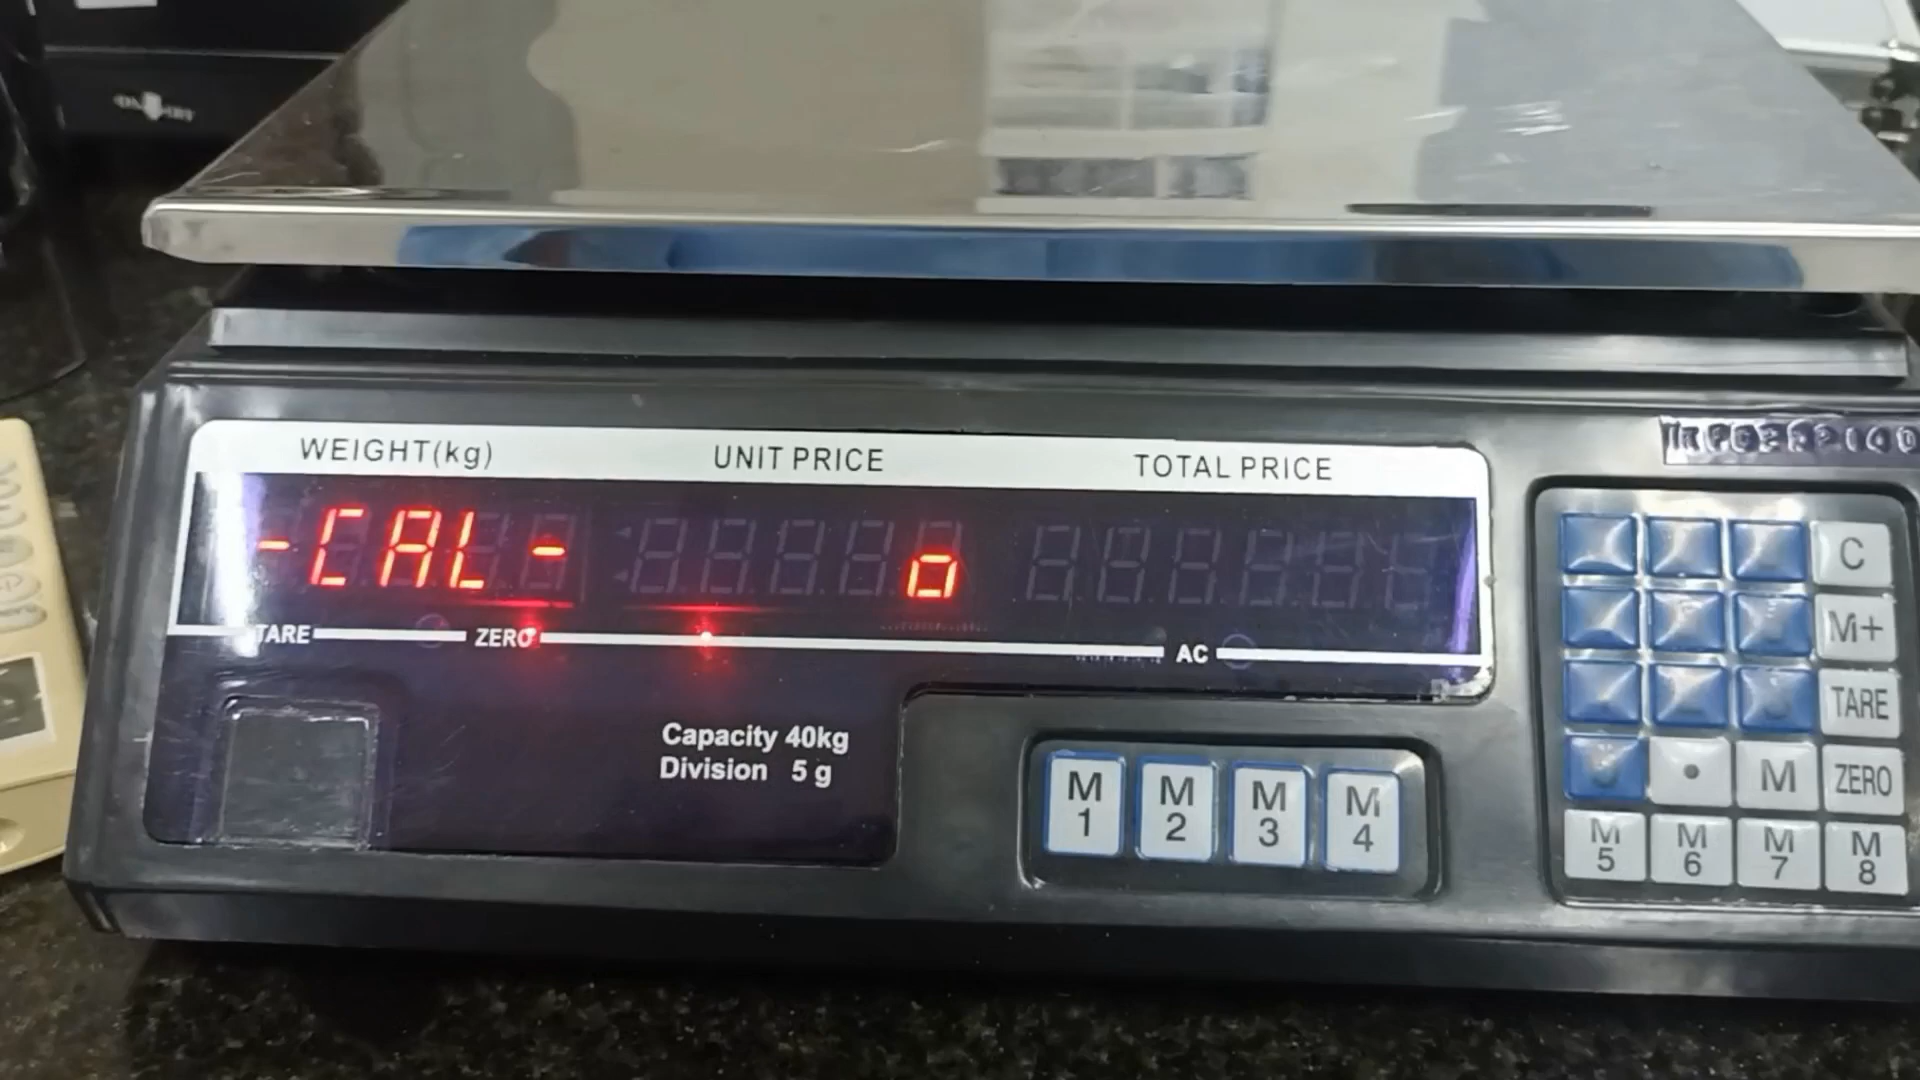 WEIGHT(kg) UNIT PRICE TOTAL PRICE
-CAL- o
TARE ZERO AC
Capacity 40kg
Division 5 g
M 1 M 2 M 3 M 4
C
M+
TARE
. M ZERO
M 5 M 6 M 7 M 8